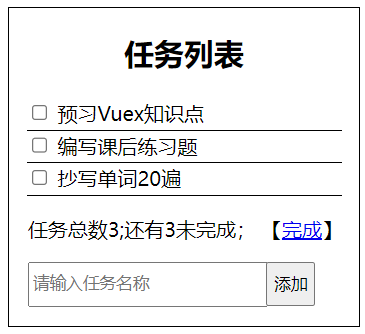 任务列表
预习Vuex知识点
编写课后练习题
抄写单词20遍
任务总数3;还有3未完成； 【完成】
请输入任务名称 添加